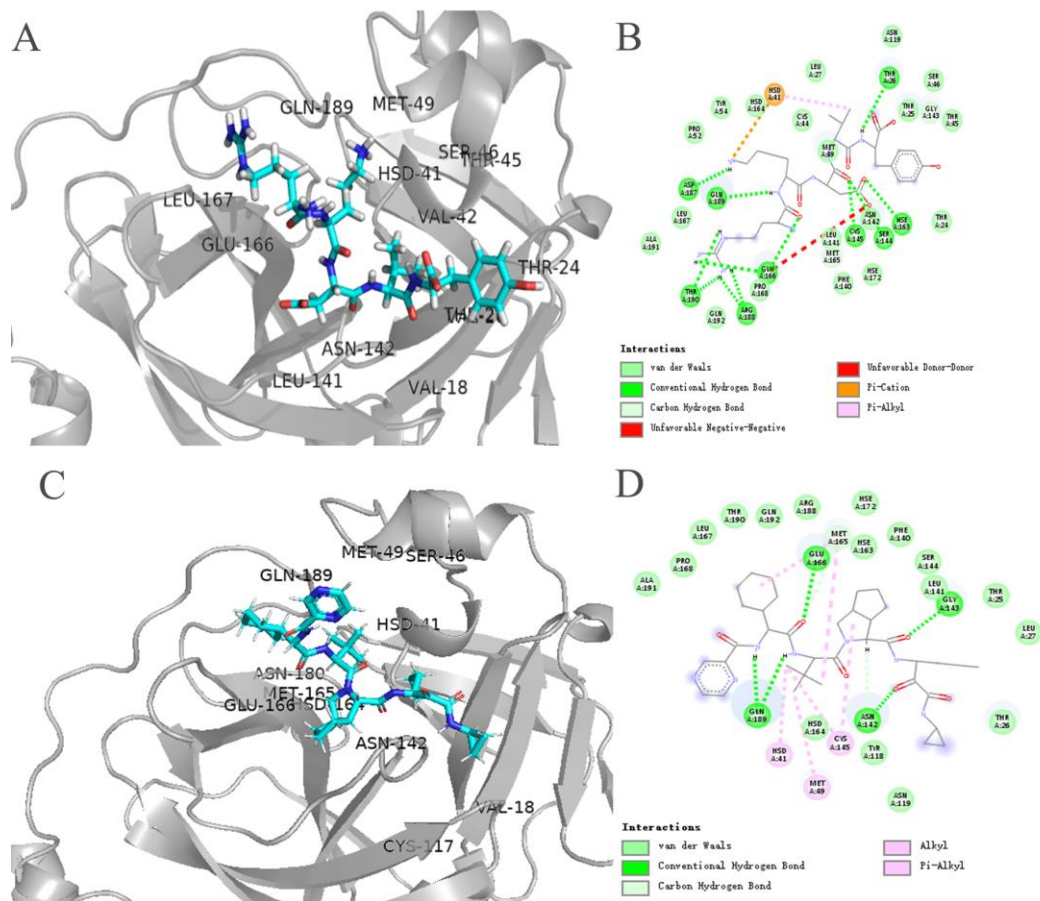 A
GLN-189
MET-49
SER-46
THR-45
HSD-41
LEU-167
VAL-42
GLU-166
THR-24
ASN-142
LEU-141
VAL-18
B
ASN
A:119
LEU
A:27
THR
A:26
SER
A:46
HSD
A:41
TYR
A:54
HSD
A:164
CYS
A:44
THR
A:25
GLY
A:143
THR
A:45
PRO
A:52
MET
A:49
ASP
A:187
GLN
A:189
LEU
A:167
ASN
A:142
HSE
A:163
THR
A:24
LEU
A:141
CYS
A:145
SER
A:144
ALA
A:191
MET
A:165
GLU
A:166
PHE
A:140
HSE
A:172
PRO
A:168
THR
A:190
GLN
A:192
ARG
A:188
Interactions
van der Waals
Conventional Hydrogen Bond
Carbon Hydrogen Bond
Unfavorable Negative-Negative
Unfavorable Donor-Donor
Pi-Cation
Pi-Alkyl
C
MET-49
SER-46
GLN-189
HSD-41
ASN-180
MET-165
GLU-166
ASN-142
VAL-18
CYS-117
D
HSE
A:172
ARG
A:188
THR
A:190
GLN
A:192
MET
A:165
PHE
A:140
LEU
A:167
GLU
A:166
HSE
A:163
SER
A:144
PRO
A:168
LEU
A:141
GLY
A:143
THR
A:25
ALA
A:191
LEU
A:27
GLN
A:189
ASN
A:142
THR
A:26
HSD
A:164
CYS
A:145
TYR
A:118
HSD
A:41
MET
A:49
ASN
A:119
Interactions
van der Waals
Conventional Hydrogen Bond
Carbon Hydrogen Bond
Alkyl
Pi-Alkyl